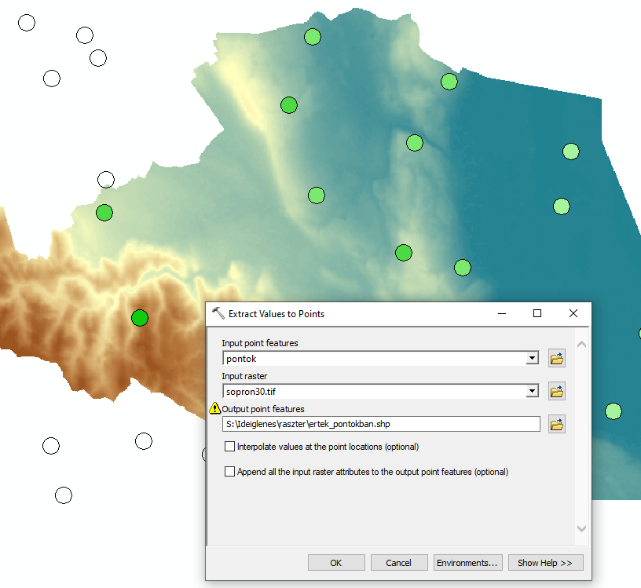 Extract Values to Points
Input point features
pontok
Input raster
sopron30.tif
Output point features
S:\Ideiglenes\raszter\ertek_pontokban.shp
Interpolate values at the point locations (optional)
Append all the input raster attributes to the output point features (optional)
OK
Cancel
Environments...
Show Help >>